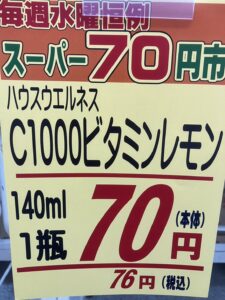 毎週水曜恒例
スーパー70円市
ハウスウエルネス
C1000ビタミンレモン
140ml
1瓶
70円
(本体)
76円(税込)